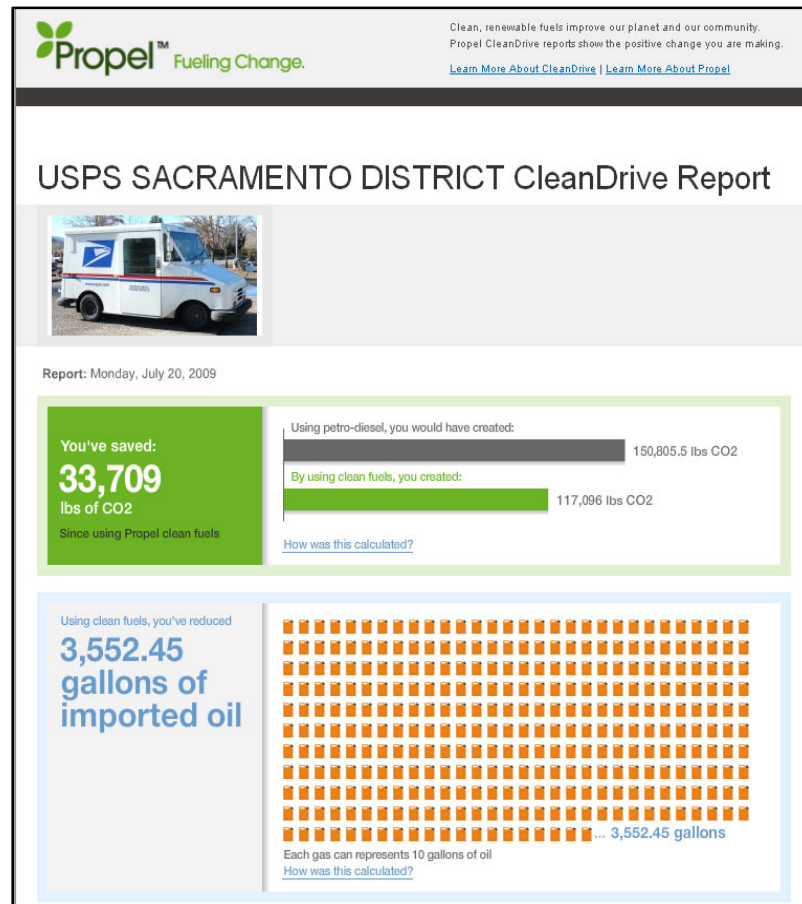 Propel™ Fueling Change.
Clean, renewable fuels improve our planet and our community.
Propel CleanDrive reports show the positive change you are making.
Learn More About CleanDrive | Learn More About Propel
USPS SACRAMENTO DISTRICT CleanDrive Report
Report: Monday, July 20, 2009
You've saved:
33,709
lbs of CO2
Since using Propel clean fuels
Using petro-diesel, you would have created:
150,805.5 lbs CO2
By using clean fuels, you created:
117,096 lbs CO2
How was this calculated?
Using clean fuels, you've reduced
3,552.45
gallons of
imported oil
... 3,552.45 gallons
Each gas can represents 10 gallons of oil
How was this calculated?